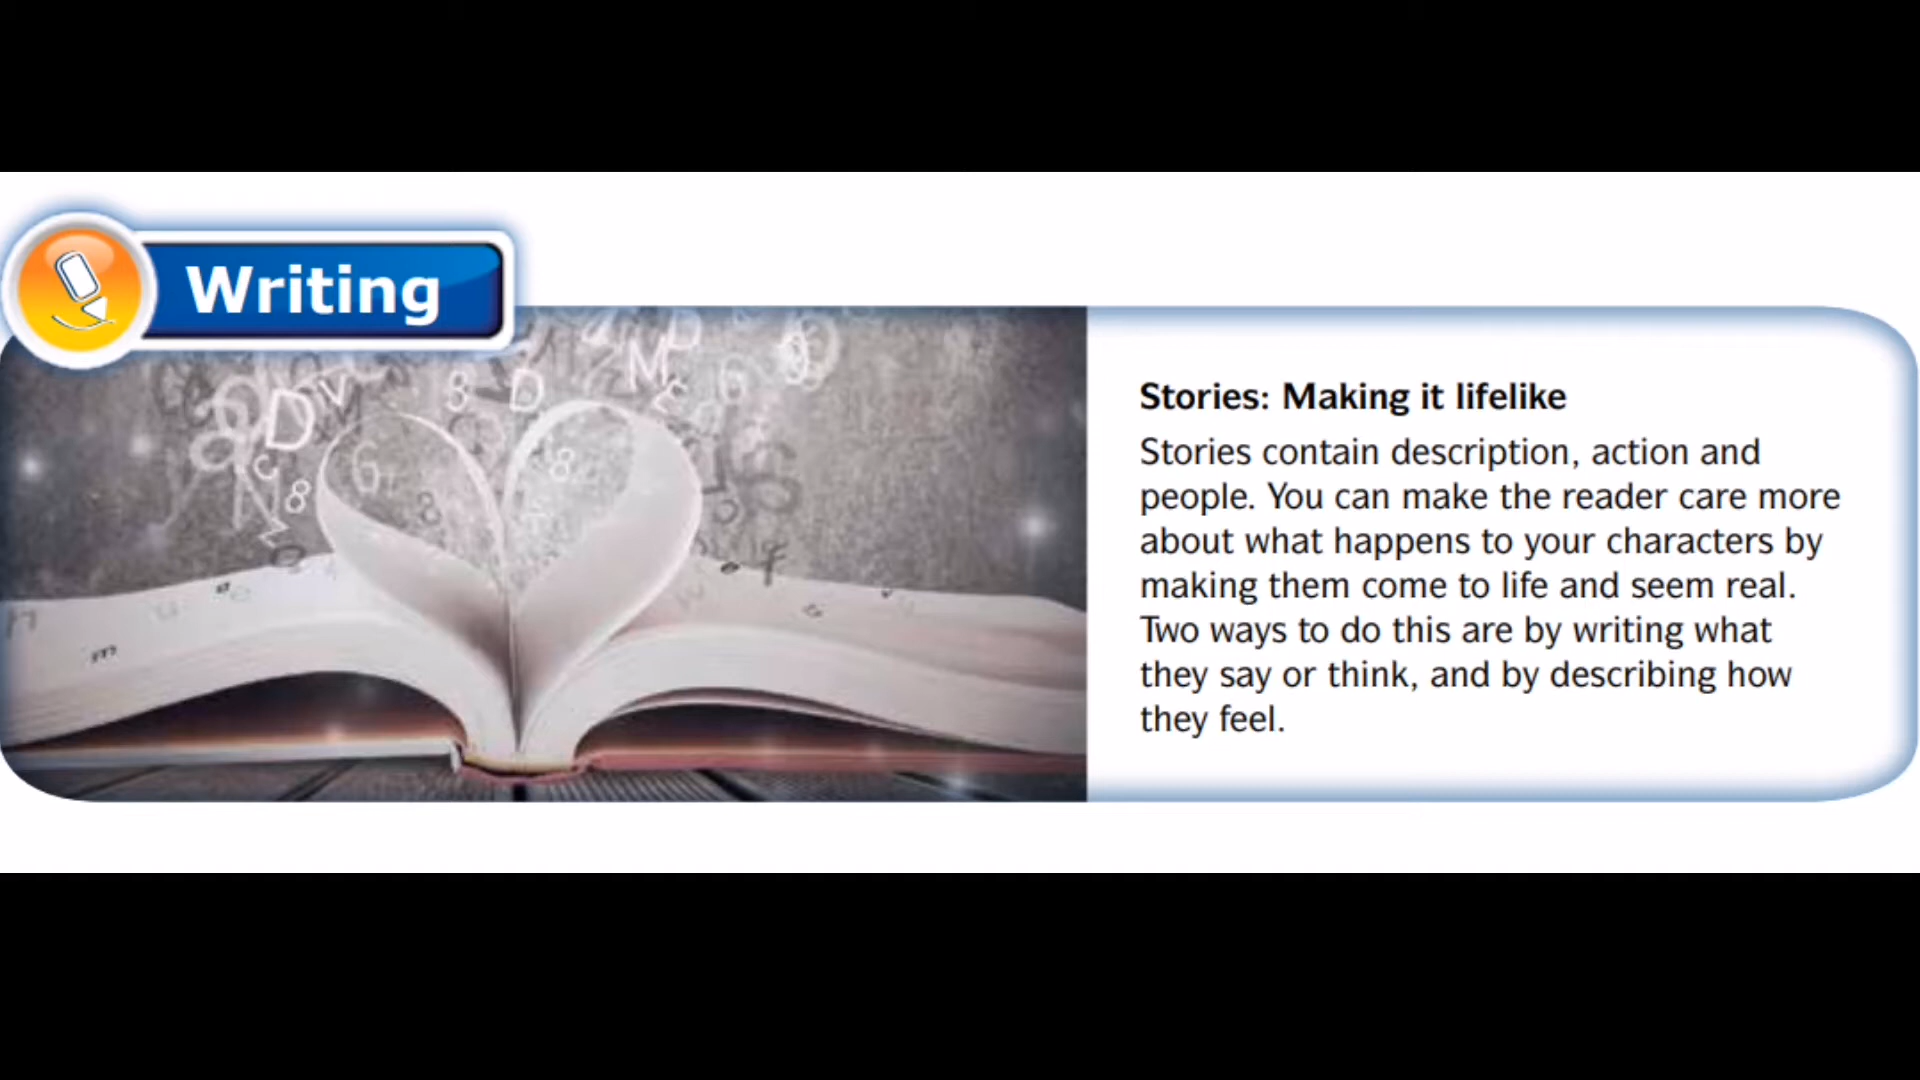 Writing
Stories: Making it lifelike
Stories contain description, action and
people. You can make the reader care more
about what happens to your characters by
making them come to life and seem real.
Two ways to do this are by writing what
they say or think, and by describing how
they feel.